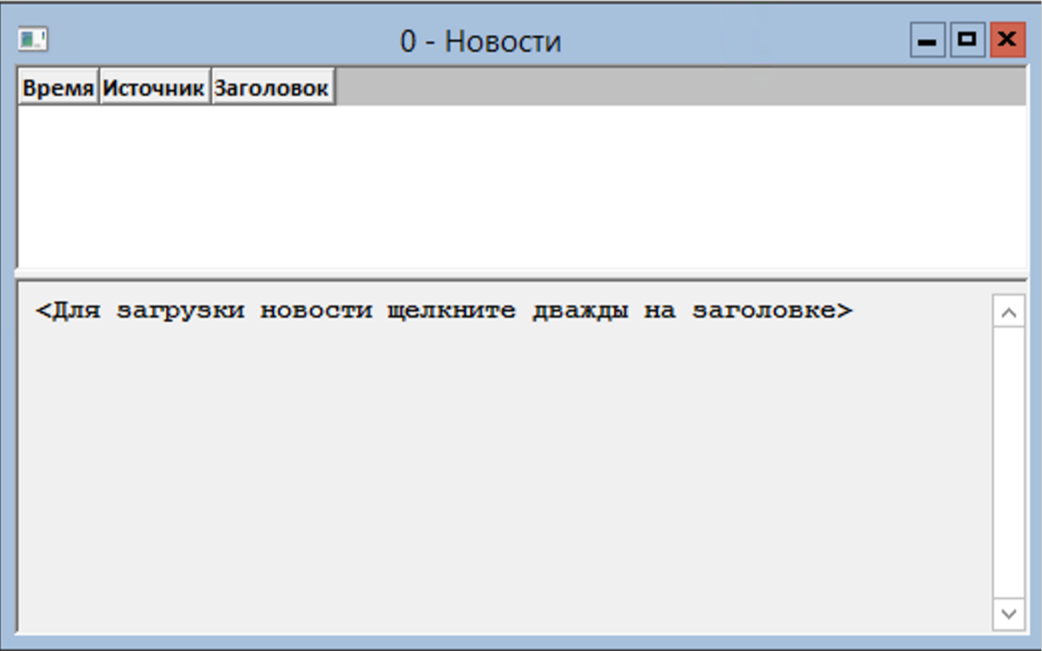 0 - Новости
Время Источник Заголовок
<Для загрузки новости щелкните дважды на заголовке>